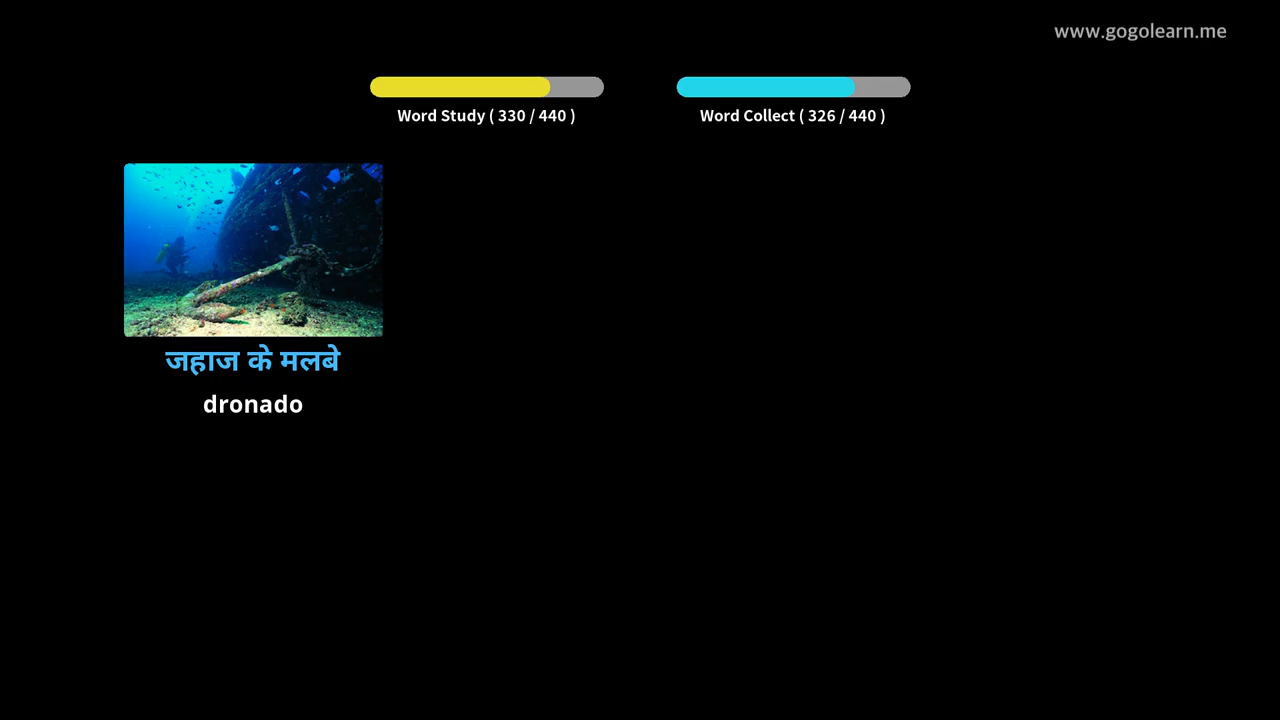 www.gogolearn.me
Word Study ( 330 / 440 )
Word Collect ( 326 / 440 )
जहाज के मलबे
dronado